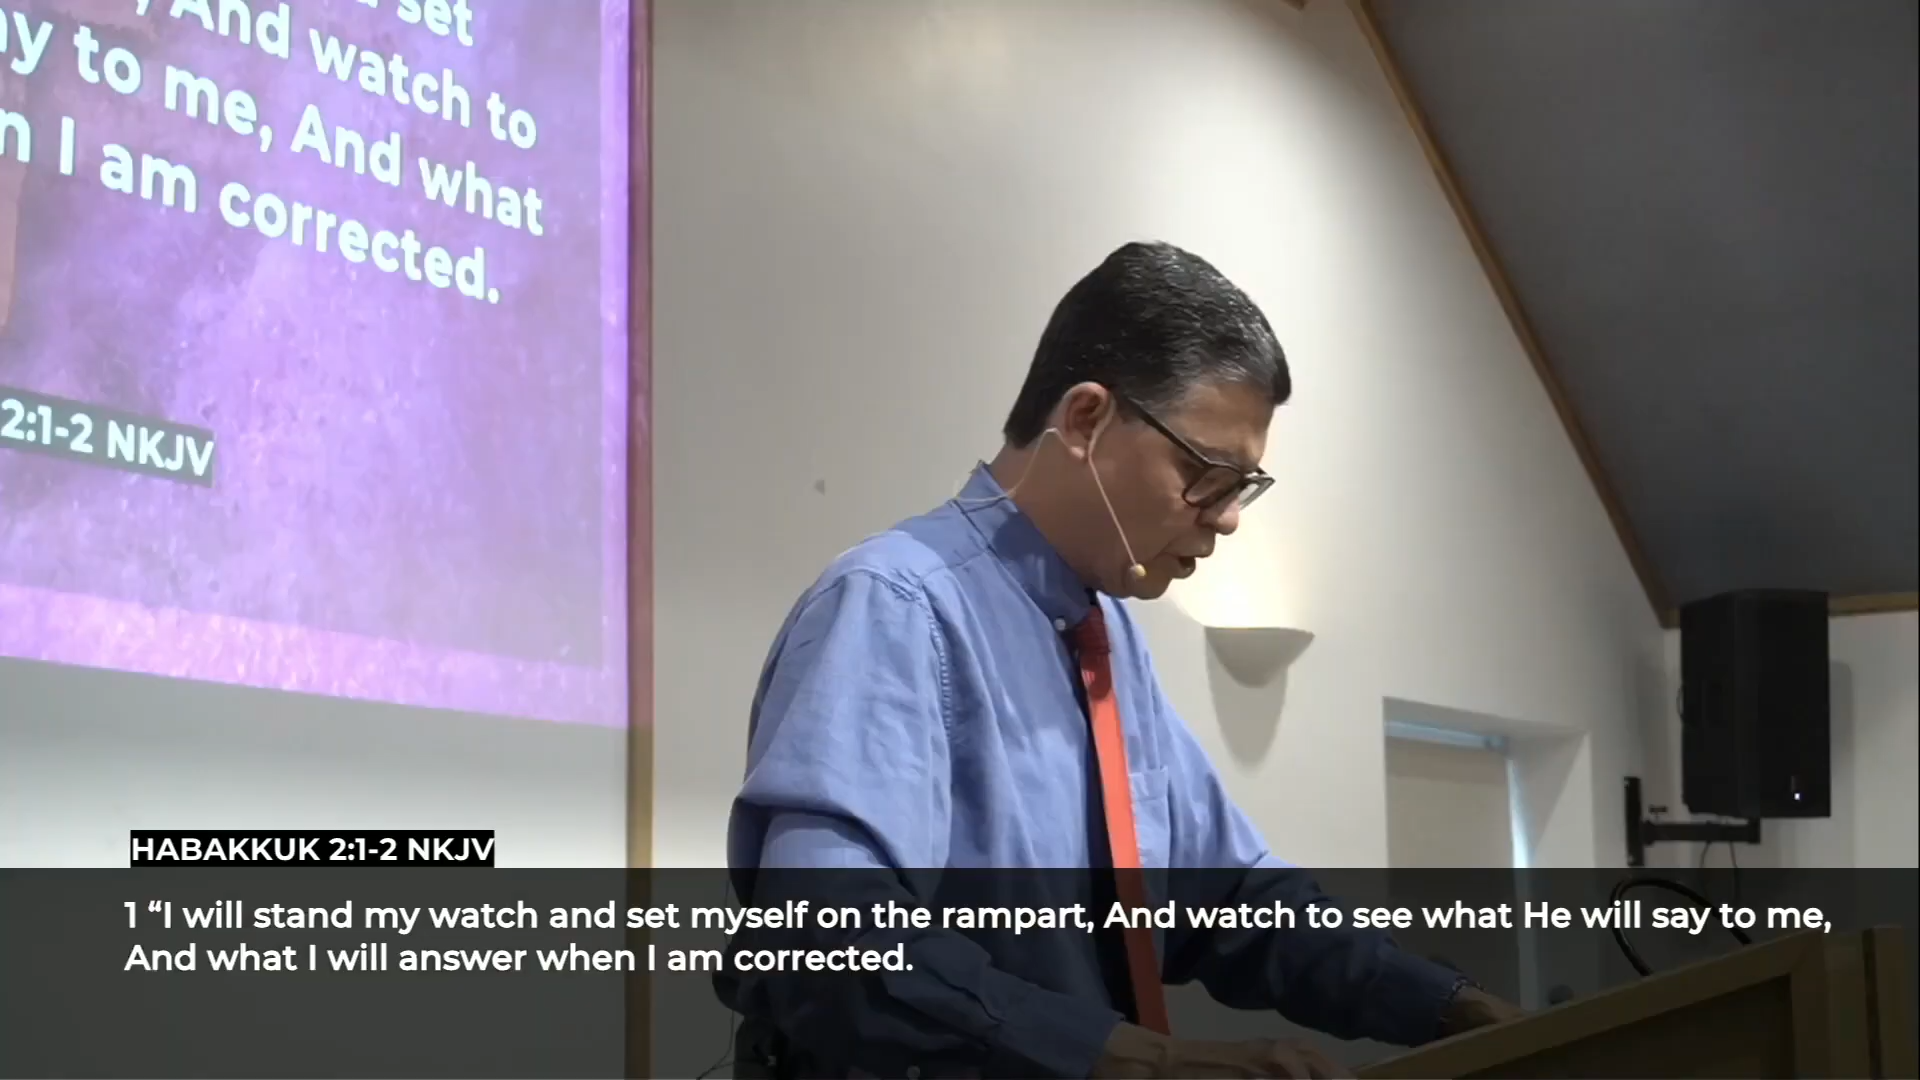 set
, And watch to
ay to me, And what
n I am corrected.
2:1-2 NKJV
HABAKKUK 2:1-2 NKJV
1 “I will stand my watch and set myself on the rampart, And watch to see what He will say to me,
And what I will answer when I am corrected.